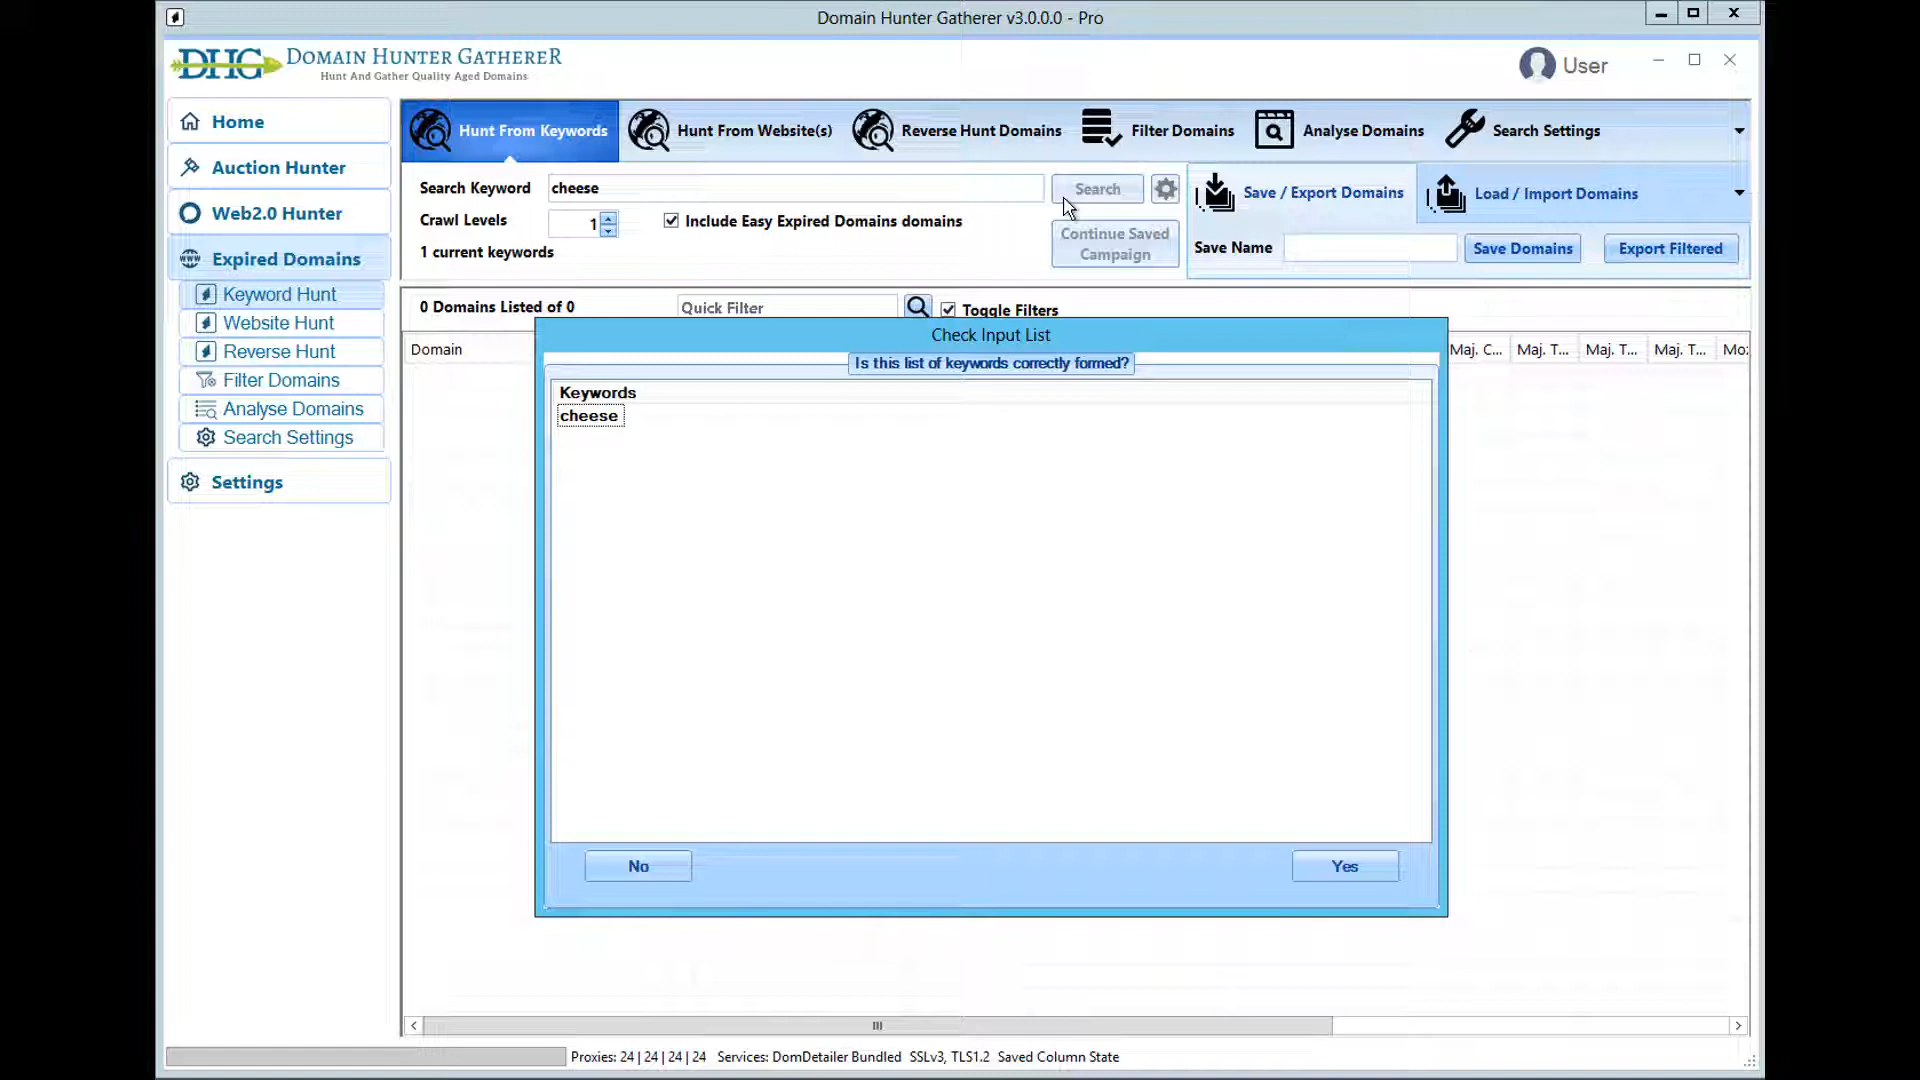 Domain Hunter Gatherer v3.0.0.0 - Pro
DHG DOMAIN HUNTER GATHERER
Hunt And Gather Quality Aged Domains
User
Home
Auction Hunter
Web2.0 Hunter
Expired Domains
Keyword Hunt
Website Hunt
Reverse Hunt
Filter Domains
Analyse Domains
Search Settings
Settings
Hunt From Keywords
Hunt From Website(s)
Reverse Hunt Domains
Filter Domains
Analyse Domains
Search Settings
Search Keyword cheese Search
Crawl Levels 1 Include Easy Expired Domains domains
1 current keywords
Continue Saved
Campaign
Save / Export Domains
Load / Import Domains
Save Name Save Domains Export Filtered
0 Domains Listed of 0 Quick Filter Toggle Filters
Domain Maj. C... Maj. T... Maj. T... Maj. T... Moz
Check Input List
Is this list of keywords correctly formed?
Keywords
cheese
No Yes
Proxies: 24 | 24 | 24 | 24 Services: DomDetailer Bundled SSLv3, TLS1.2 Saved Column State